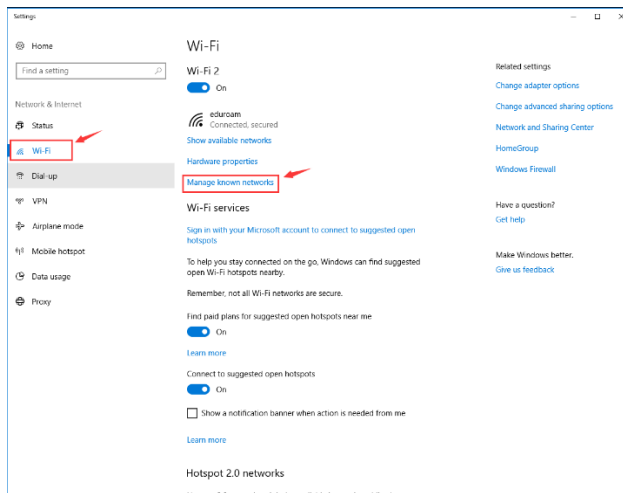 Settings
Home
Find a setting
Network & Internet
Status
Wi-Fi
Dial-up
VPN
Airplane mode
Mobile hotspot
Data usage
Proxy
Wi-Fi
Wi-Fi 2
On
eduroam
Connected, secured
Show available networks
Hardware properties
Manage known networks
Wi-Fi services
Sign in with your Microsoft account to connect to suggested open
hotspots
To help you stay connected on the go, Windows can find suggested
open Wi-Fi hotspots nearby.
Remember, not all Wi-Fi networks are secure.
Find paid plans for suggested open hotspots near me
On
Learn more
Connect to suggested open hotspots
On
Show a notification banner when action is needed from me
Learn more
Hotspot 2.0 networks
Related settings
Change adapter options
Change advanced sharing options
Network and Sharing Center
HomeGroup
Windows Firewall
Have a question?
Get help
Make Windows better.
Give us feedback